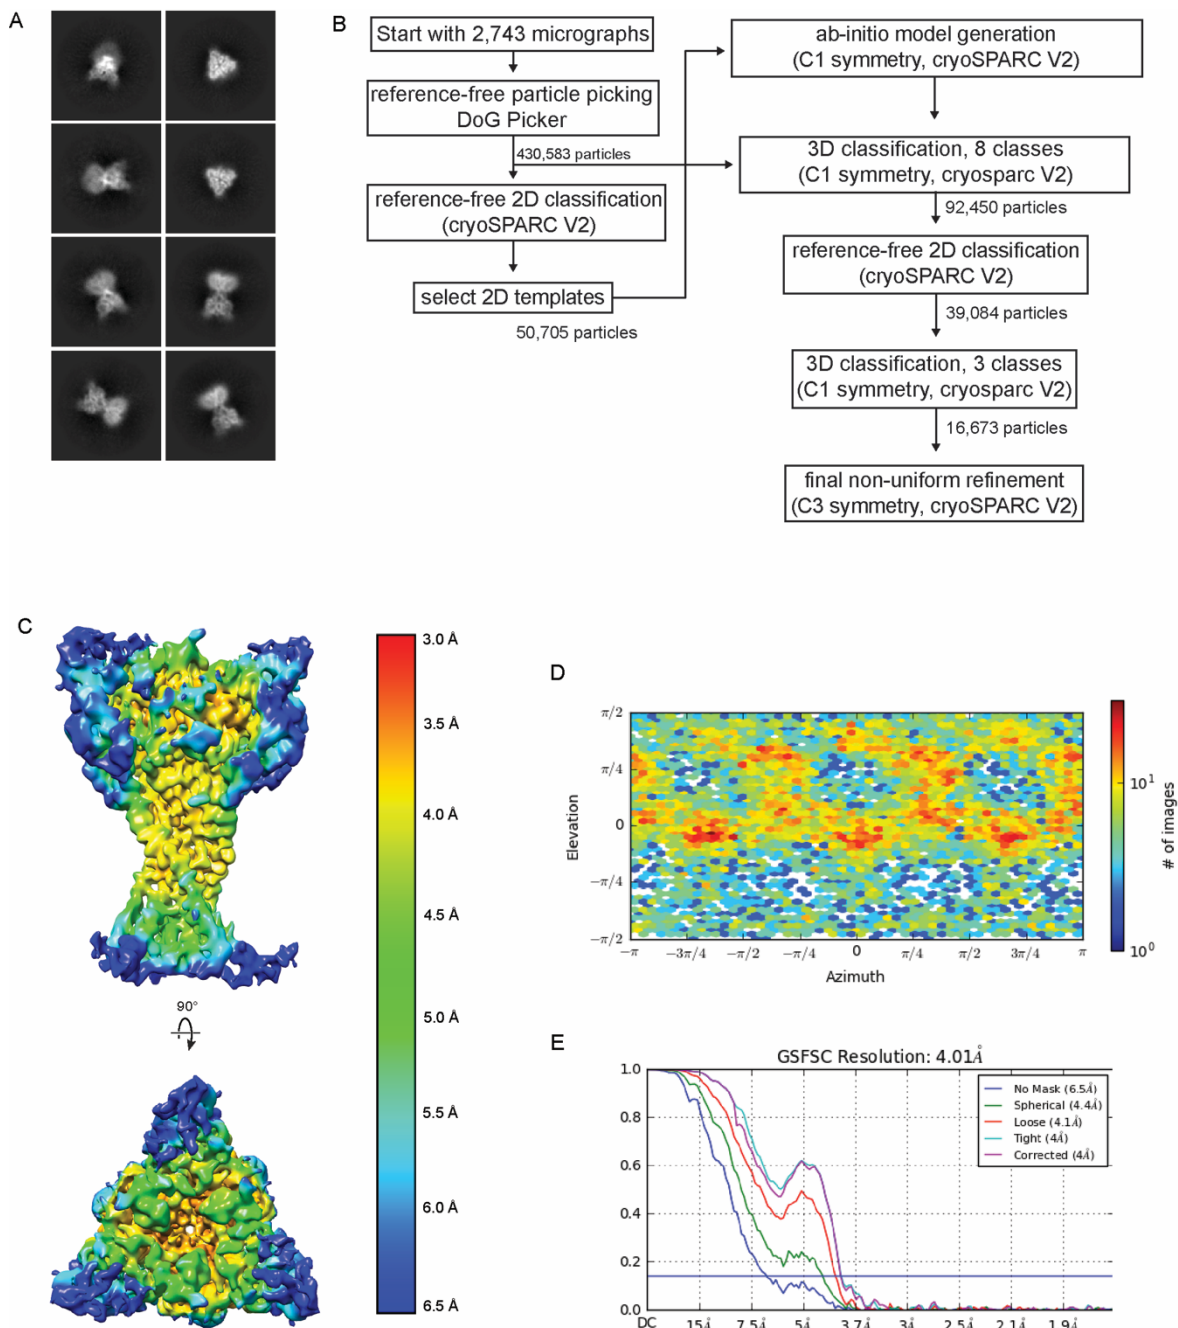 A
B
Start with 2,743 micrographs
reference-free particle picking
DoG Picker
430,583 particles
reference-free 2D classification
(cryoSPARC V2)
select 2D templates
50,705 particles
ab-initio model generation
(C1 symmetry, cryoSPARC V2)
3D classification, 8 classes
(C1 symmetry, cryosparc V2)
92,450 particles
reference-free 2D classification
(cryoSPARC V2)
39,084 particles
3D classification, 3 classes
(C1 symmetry, cryosparc V2)
16,673 particles
final non-uniform refinement
(C3 symmetry, cryoSPARC V2)
C
90°
3.0 Å
3.5 Å
4.0 Å
4.5 Å
5.0 Å
5.5 Å
6.0 Å
6.5 Å
D
Elevation
π/2
π/4
0
−π/4
−π/2
−π −3π/4 −π/2 −π/4 0 π/4 π/2 3π/4 π
Azimuth
10¹
10⁰
# of images
E
GSFSC Resolution: 4.01Å
No Mask (6.5Å)
Spherical (4.4Å)
Loose (4.1Å)
Tight (4Å)
Corrected (4Å)
1.0
0.8
0.6
0.4
0.2
0.0
DC 15Å 7.5Å 5Å 3.7Å 3Å 2.5Å 2.1Å 1.9Å